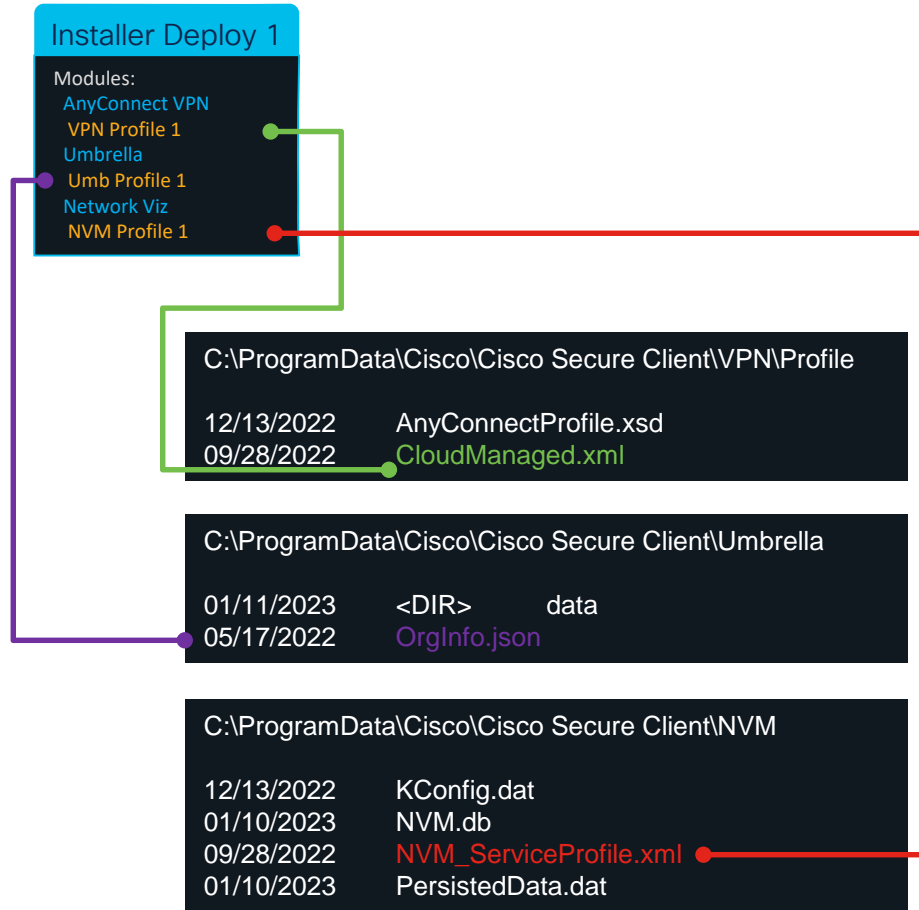 Installer Deploy 1
Modules:
AnyConnect VPN
VPN Profile 1
Umbrella
Umb Profile 1
Network Viz
NVM Profile 1
C:\ProgramData\Cisco\Cisco Secure Client\VPN\Profile
12/13/2022 AnyConnectProfile.xsd
09/28/2022 CloudManaged.xml
C:\ProgramData\Cisco\Cisco Secure Client\Umbrella
01/11/2023 <DIR> data
05/17/2022 OrgInfo.json
C:\ProgramData\Cisco\Cisco Secure Client\NVM
12/13/2022 KConfig.dat
01/10/2023 NVM.db
09/28/2022 NVM_ServiceProfile.xml
01/10/2023 PersistedData.dat